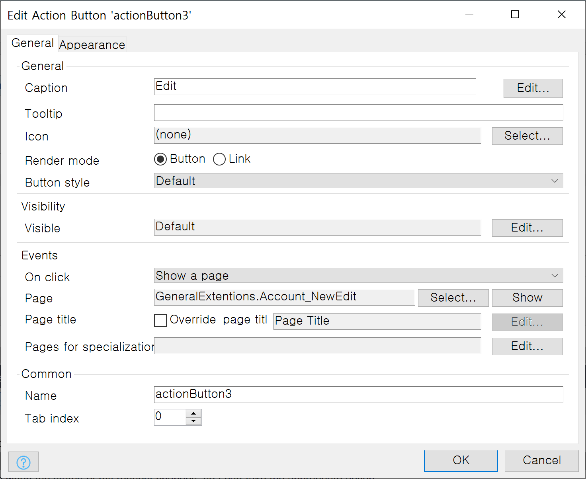 Edit Action Button 'actionButton3'
General Appearance
General
Caption Edit Edit...
Tooltip
Icon (none) Select...
Render mode Button Link
Button style Default
Visibility
Visible Default Edit...
Events
On click Show a page
Page GeneralExtentions.Account_NewEdit Select... Show
Page title Override page titl Page Title Edit...
Pages for specialization Edit...
Common
Name actionButton3
Tab index 0
? OK Cancel